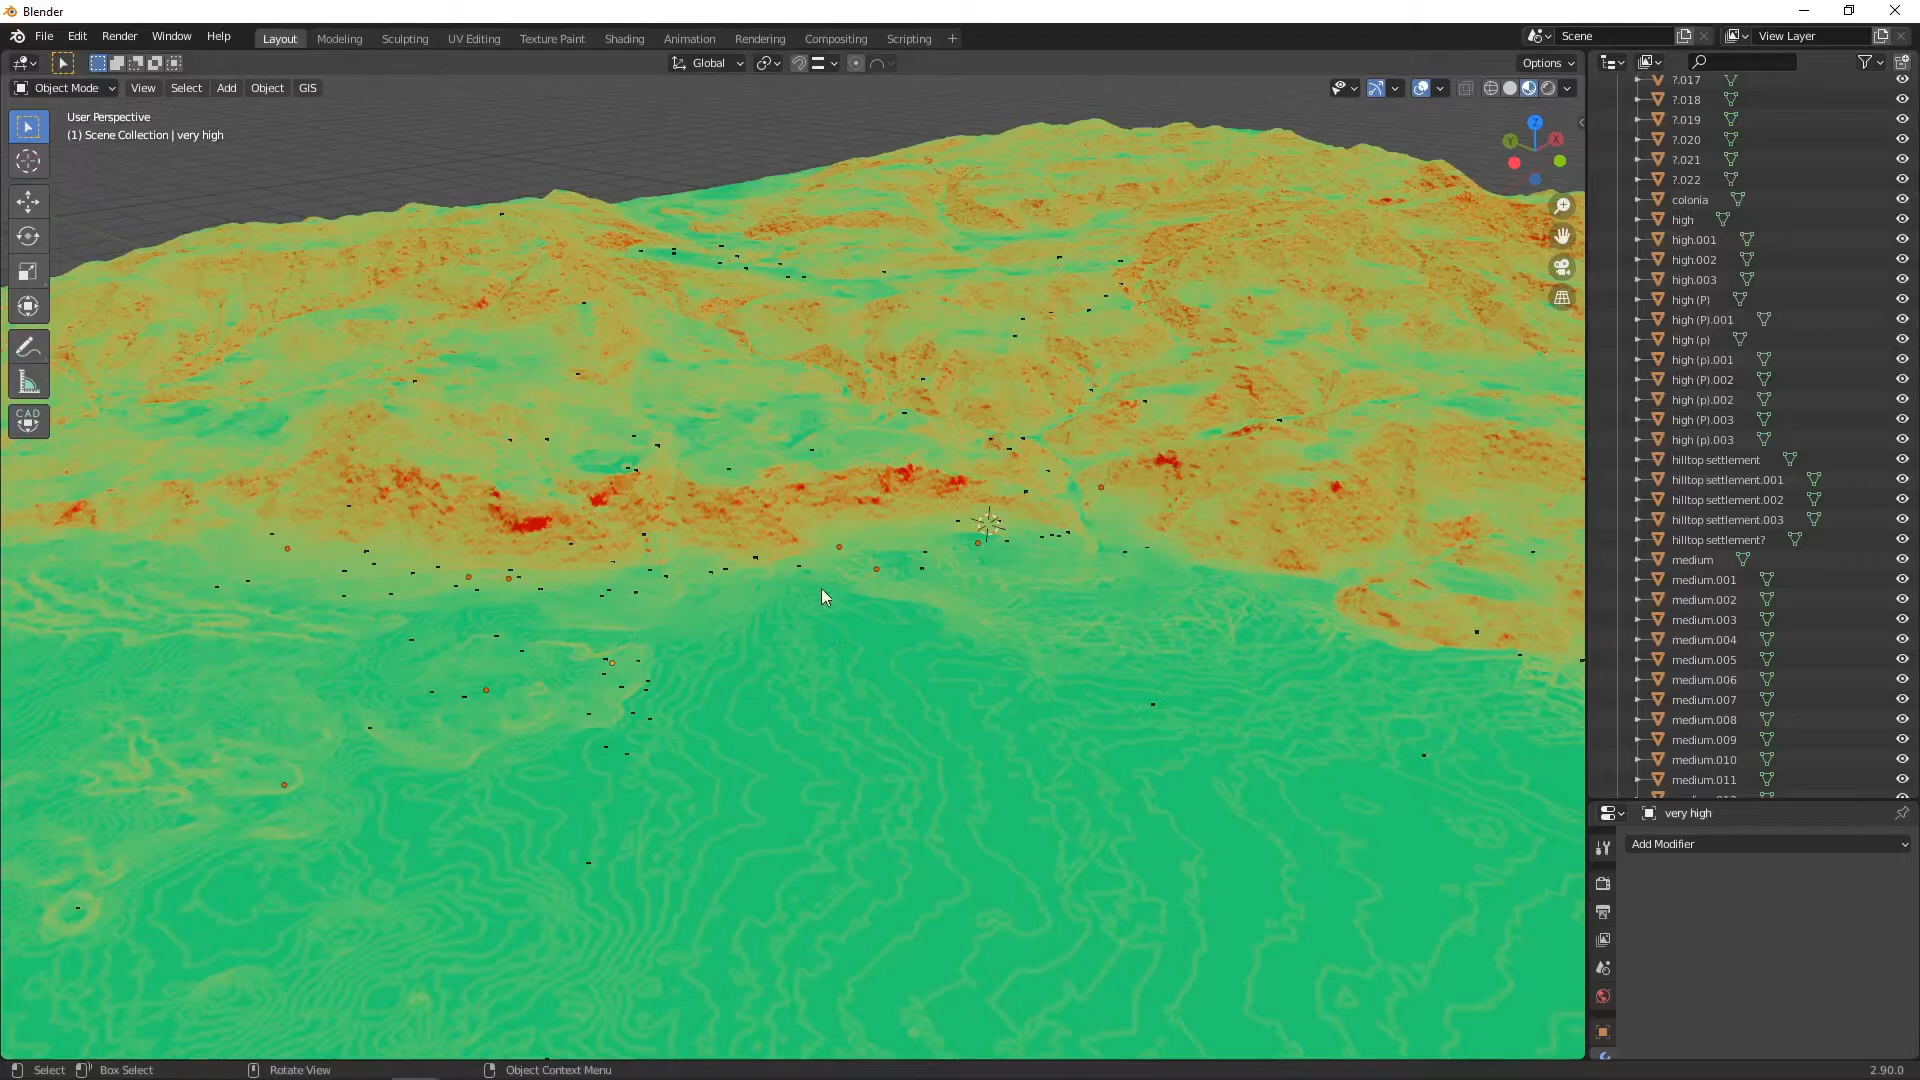 Blender
File Edit Render Window Help
Layout Modeling Sculpting UV Editing Texture Paint Shading Animation Rendering Compositing Scripting +
Scene
View Layer
Global
Options
Object Mode View Select Add Object GIS
User Perspective
(1) Scene Collection | very high
CAD
Z
Y
X
?.017
?.018
?.019
?.020
?.021
?.022
colonia
high
high.001
high.002
high.003
high (P)
high (P).001
high (p)
high (p).001
high (P).002
high (p).002
high (P).003
high (p).003
hilltop settlement
hilltop settlement.001
hilltop settlement.002
hilltop settlement.003
hilltop settlement?
medium
medium.001
medium.002
medium.003
medium.004
medium.005
medium.006
medium.007
medium.008
medium.009
medium.010
medium.011
very high
Add Modifier
Select Box Select Rotate View Object Context Menu
2.90.0